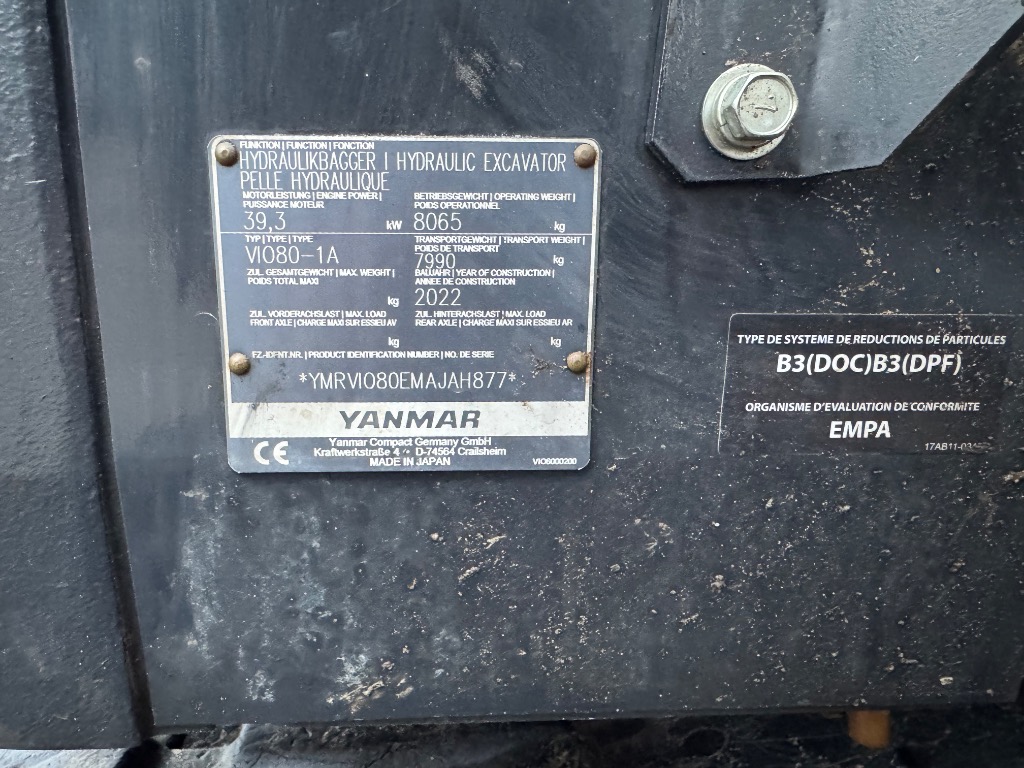 FUNKTION | FUNCTION | FONCTION
HYDRAULIKBAGGER | HYDRAULIC EXCAVATOR
PELLE HYDRAULIQUE
MOTORLEISTUNG | ENGINE POWER |
PUISSANCE MOTEUR
39,3 kW
BETRIEBSGEWICHT | OPERATING WEIGHT |
POIDS OPERATIONNEL
8065 kg
TYP | TYPE | TYPE
VIO80-1A
TRANSPORTGEWICHT | TRANSPORT WEIGHT |
POIDS DE TRANSPORT
7990 kg
ZUL. GESAMTGEWICHT | MAX. WEIGHT |
POIDS TOTAL MAXI
kg
BAUJAHR | YEAR OF CONSTRUCTION |
ANNEE DE CONSTRUCTION
2022
ZUL. VORDERACHSLAST | MAX. LOAD
FRONT AXLE | CHARGE MAXI SUR ESSIEU AV
kg
ZUL. HINTERACHSLAST | MAX. LOAD
REAR AXLE | CHARGE MAXI SUR ESSIEU AR
kg
FZ.-IDENT.NR. | PRODUCT IDENTIFICATION NUMBER | NO. DE SERIE
*YMRVIO80EMAJAH877*
YANMAR
CE
Yanmar Compact Germany GmbH
Kraftwerkstraße 4 D-74564 Crailsheim
MADE IN JAPAN
VIO6000200
TYPE DE SYSTEME DE REDUCTIONS DE PARTICULES
B3(DOC)B3(DPF)
ORGANISME D'EVALUATION DE CONFORMITE
EMPA